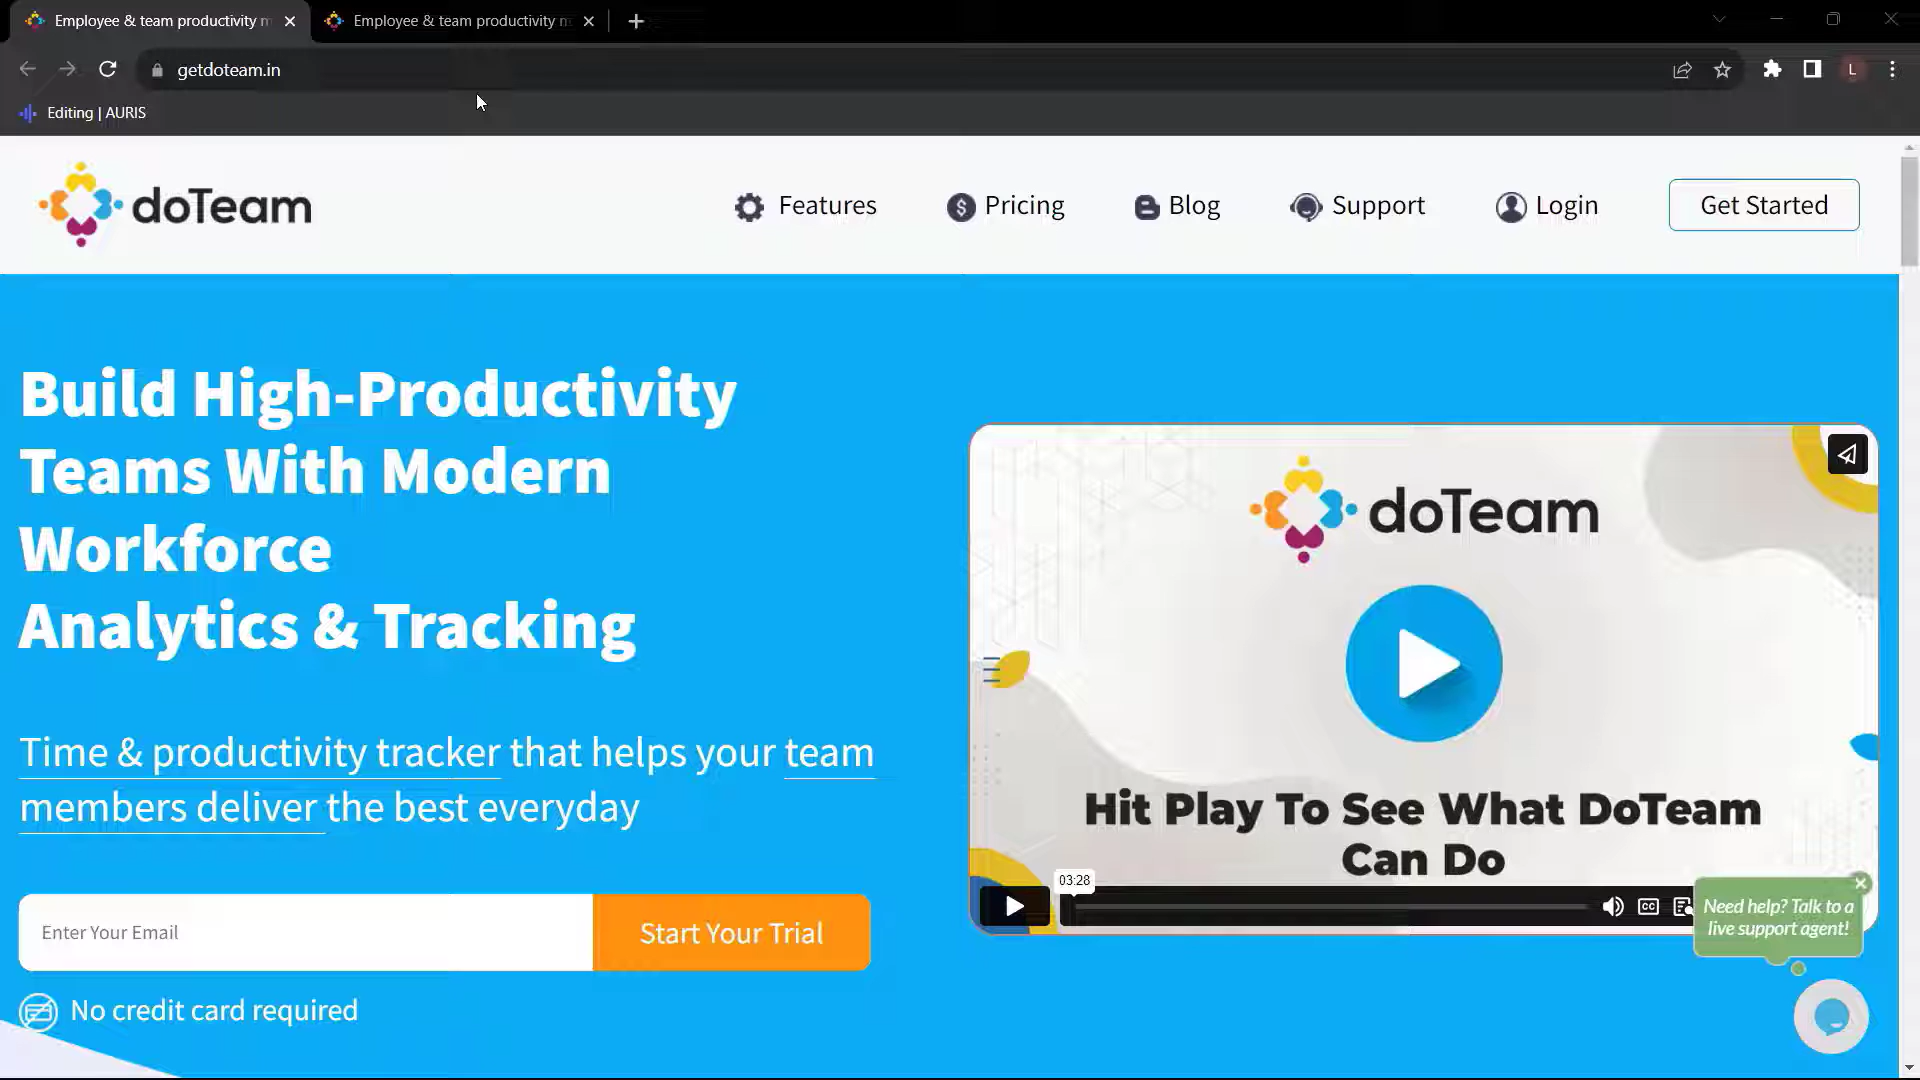 Employee & team productivity m
Employee & team productivity m
getdoteam.in
L
Editing | AURIS
doTeam
Features
Pricing
Blog
Support
Login
Get Started
Build High-Productivity
Teams With Modern
Workforce
Analytics & Tracking
Time & productivity tracker that helps your team
members deliver the best everyday
Enter Your Email
Start Your Trial
No credit card required
doTeam
Hit Play To See What DoTeam
Can Do
03:28
CC
Need help? Talk to a
live support agent!